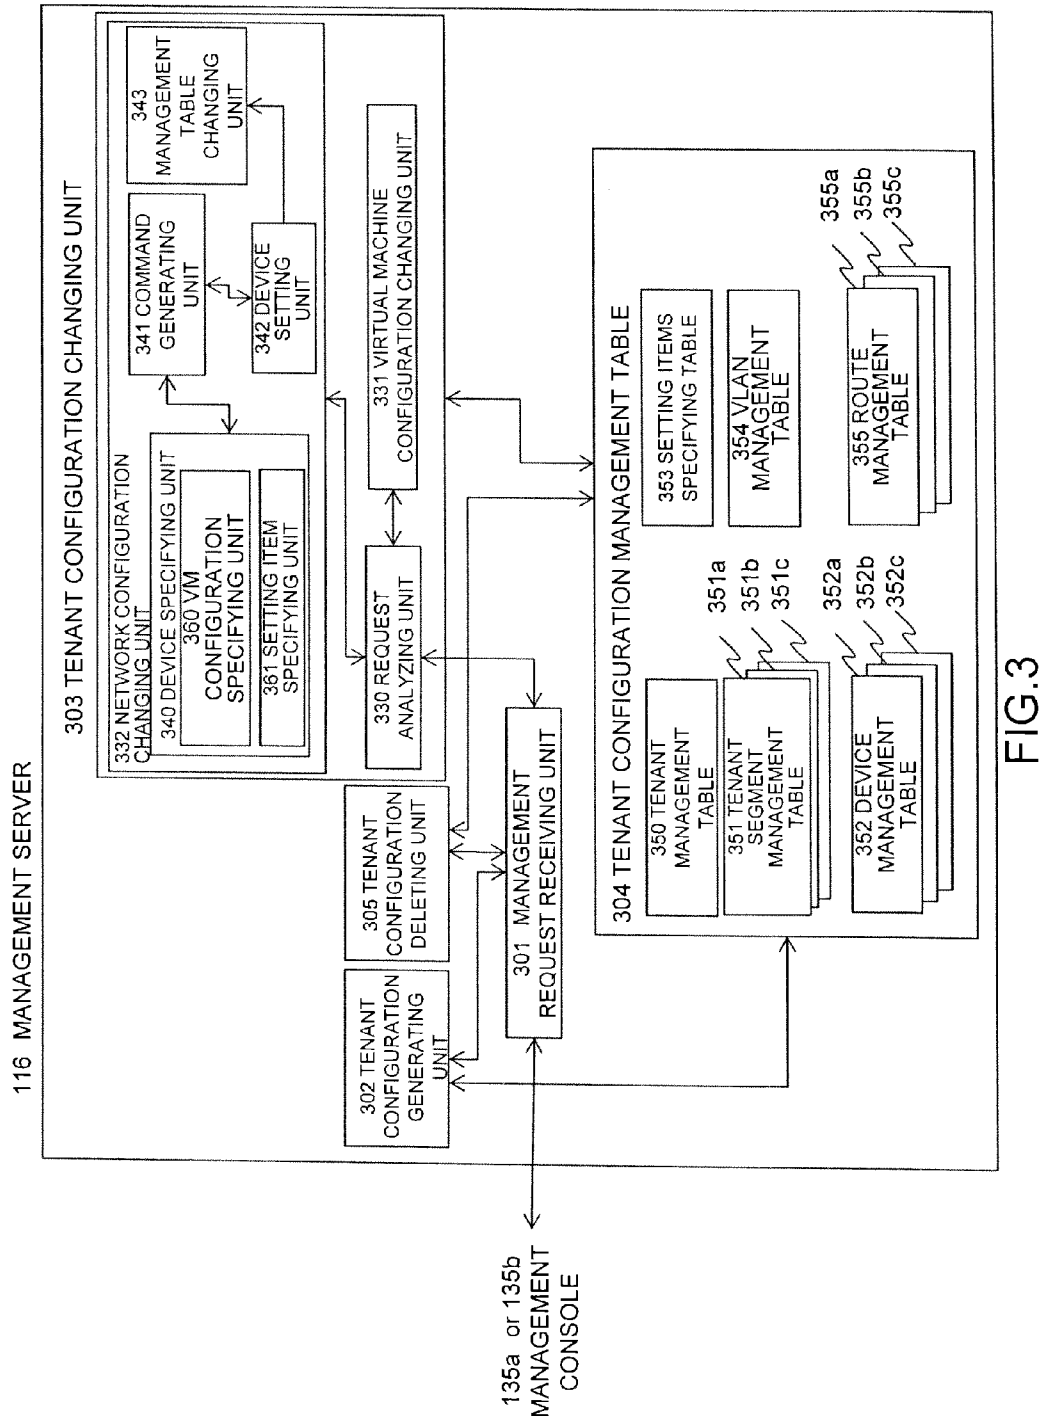 116 MANAGEMENT SERVER
303 TENANT CONFIGURATION CHANGING UNIT
332 NETWORK CONFIGURATION
CHANGING UNIT
340 DEVICE SPECIFYING UNIT
360 VM
CONFIGURATION
SPECIFYING UNIT
361 SETTING ITEM
SPECIFYING UNIT
341 COMMAND
GENERATING
UNIT
342 DEVICE
SETTING
UNIT
343
MANAGEMENT
TABLE
CHANGING
UNIT
330 REQUEST
ANALYZING UNIT
331 VIRTUAL MACHINE
CONFIGURATION CHANGING UNIT
302 TENANT
CONFIGURATION
GENERATING
UNIT
305 TENANT
CONFIGURATION
DELETING UNIT
301 MANAGEMENT
REQUEST RECEIVING UNIT
135a or 135b
MANAGEMENT
CONSOLE
304 TENANT CONFIGURATION MANAGEMENT TABLE
350 TENANT
MANAGEMENT
TABLE
351 TENANT
SEGMENT
MANAGEMENT
TABLE
351a
351b
351c
352 DEVICE
MANAGEMENT
TABLE
352a
352b
352c
353 SETTING ITEMS
SPECIFYING TABLE
354 VLAN
MANAGEMENT
TABLE
355 ROUTE
MANAGEMENT
TABLE
355a
355b
355c
FIG.3